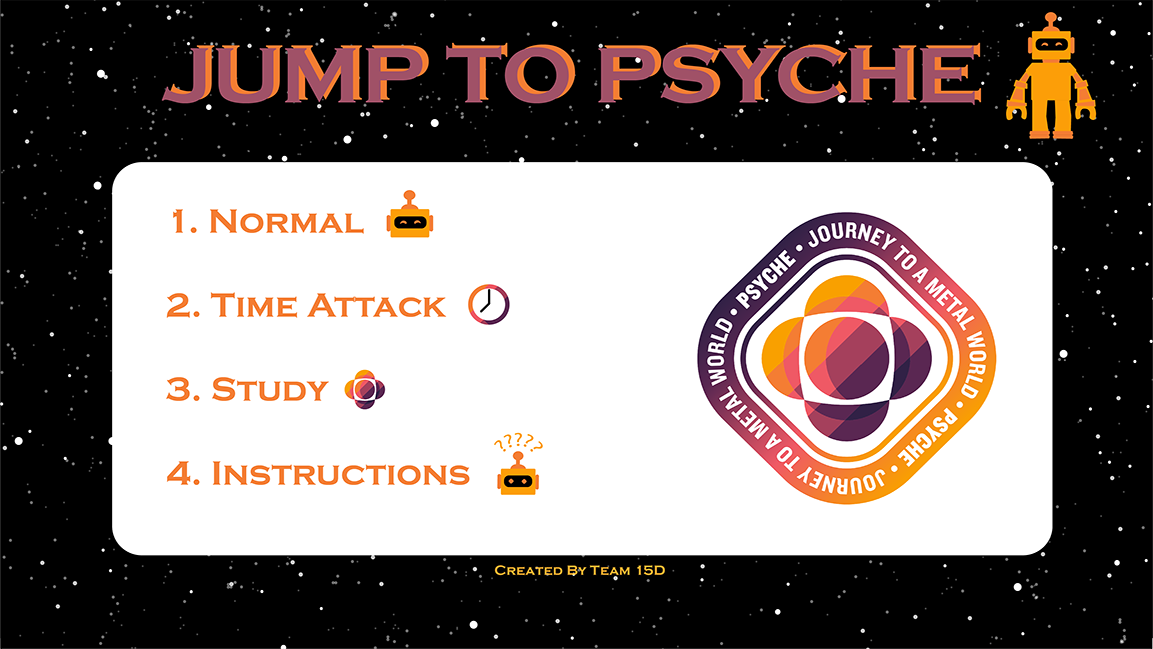 JUMP TO PSYCHE
1. NORMAL
2. TIME ATTACK
?????
3. STUDY
4. INSTRUCTIONS
PSYCHE • JOURNEY TO A METAL WORLD • PSYCHE • JOURNEY TO A METAL WORLD •
CREATED BY TEAM 15D